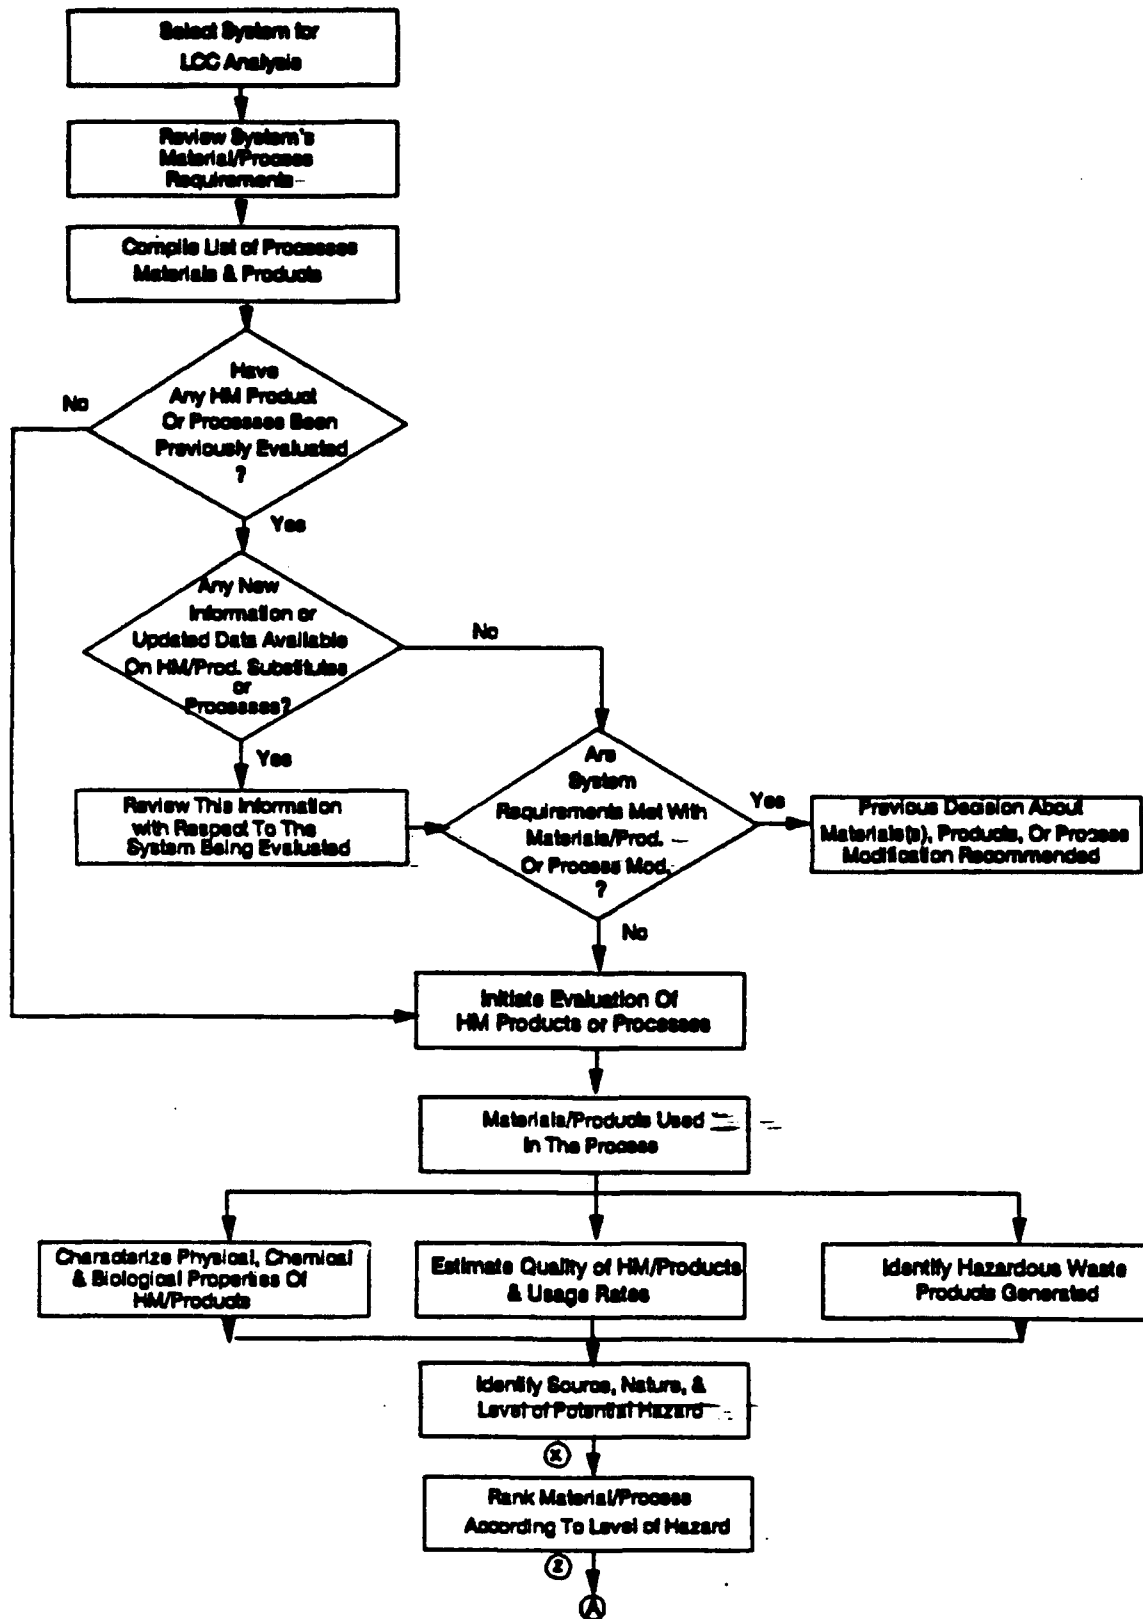 Select System for
LCC Analysis
Review System's
Material/Process
Requirements
Compile List of Processes
Materials & Products
Have
Any HM Product
Or Processes Been
Previously Evaluated
?
No
Yes
Any New
Information or
Updated Data Available
On HM/Prod. Substitutes
or
Processes?
No
Yes
Review This Information
with Respect To The
System Being Evaluated
Are
System
Requirements Met With
Materials/Prod.
Or Process Mod.
?
Yes
Previous Decision About
Materials(s), Products, Or Process
Modification Recommended
No
Initiate Evaluation Of
HM Products or Processes
Materials/Products Used
In The Process
Characterize Physical, Chemical
& Biological Properties Of
HM/Products
Estimate Quality of HM/Products
& Usage Rates
Identify Hazardous Waste
Products Generated
Identify Source, Nature, &
Level of Potential Hazard
X
Rank Material/Process
According To Level of Hazard
Z
A